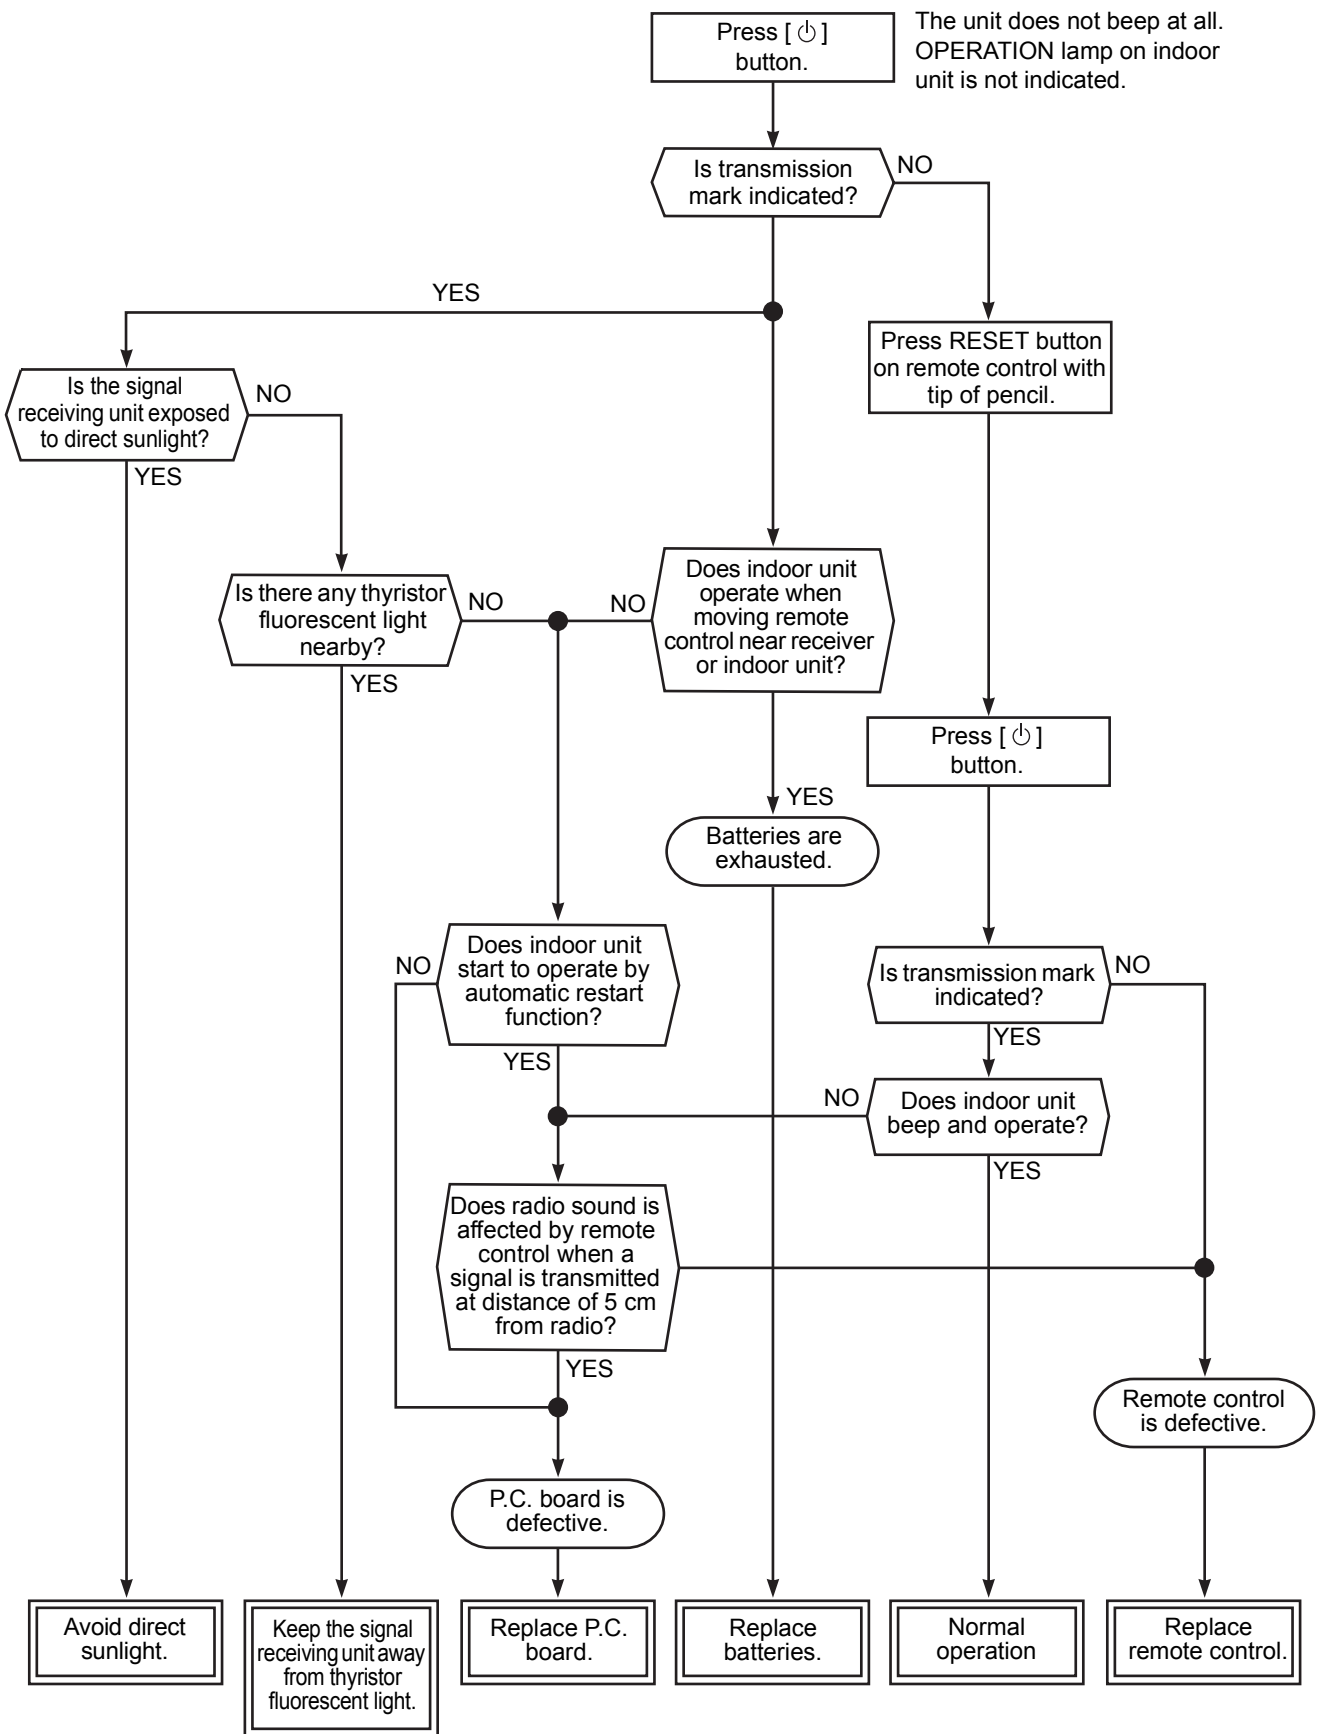 Press [ ⏻ ]
button.
The unit does not beep at all.
OPERATION lamp on indoor
unit is not indicated.
Is transmission
mark indicated?
NO
YES
Press RESET button
on remote control with
tip of pencil.
Is the signal
receiving unit exposed
to direct sunlight?
NO
YES
Is there any thyristor
fluorescent light
nearby?
NO
YES
NO
Does indoor unit
operate when
moving remote
control near receiver
or indoor unit?
YES
Press [ ⏻ ]
button.
Batteries are
exhausted.
Does indoor unit
start to operate by
automatic restart
function?
NO
YES
Is transmission mark
indicated?
NO
YES
Does indoor unit
beep and operate?
NO
YES
Does radio sound is
affected by remote
control when a
signal is transmitted
at distance of 5 cm
from radio?
YES
Remote control
is defective.
P.C. board is
defective.
Avoid direct
sunlight.
Keep the signal
receiving unit away
from thyristor
fluorescent light.
Replace P.C.
board.
Replace
batteries.
Normal
operation
Replace
remote control.